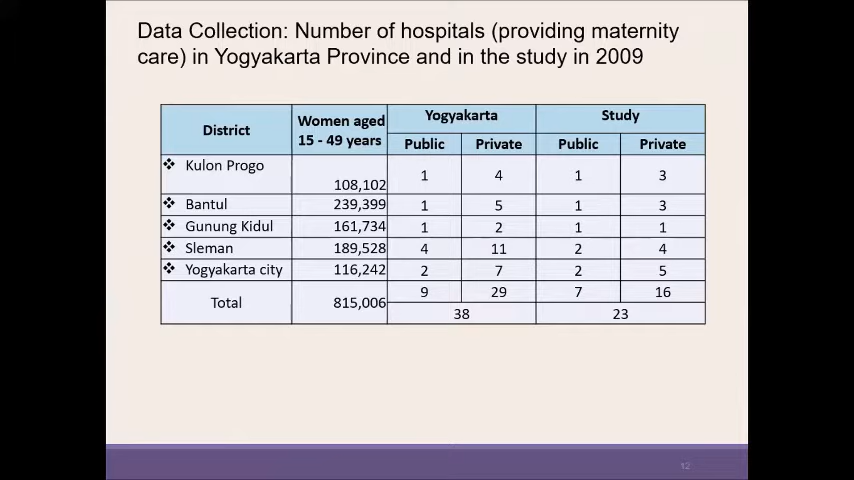 Data Collection: Number of hospitals (providing maternity
care) in Yogyakarta Province and in the study in 2009
District Women aged 15 - 49 years Yogyakarta Study
Public Private Public Private
❖ Kulon Progo 108,102 1 4 1 3
❖ Bantul 239,399 1 5 1 3
❖ Gunung Kidul 161,734 1 2 1 1
❖ Sleman 189,528 4 11 2 4
❖ Yogyakarta city 116,242 2 7 2 5
Total 815,006 9 29 7 16
38 23
12